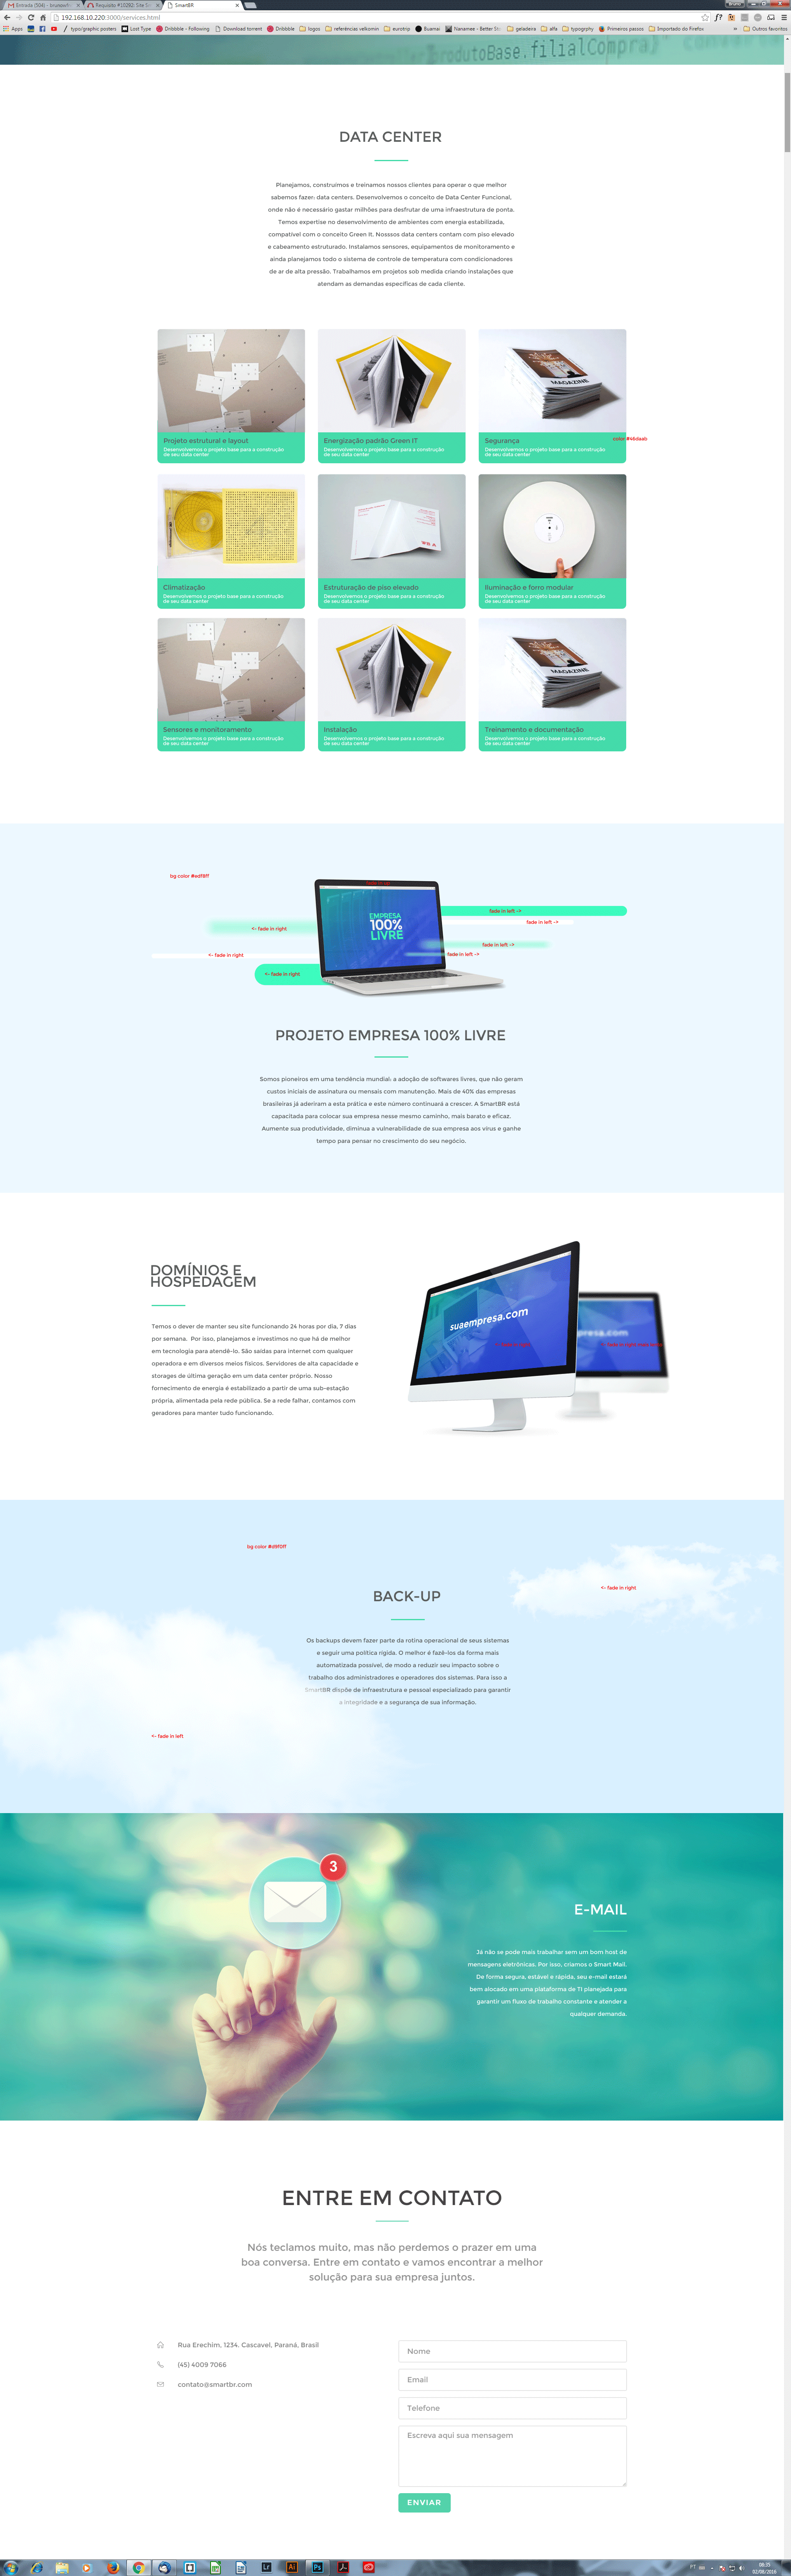 Entrada (504) - brunawf
Requisito #10282: Site S
SmartBR
Bruno
192.168.10.220:3000/services.html
Apps
typo/graphic posters
Lost Type
Dribbble - Following
Download torrent
Dribbble
logos
referências velkomin
eurotrip
Buamai
Nanamee - Better St
geladeira
alfa
typogrphy
Primeiros passos
Importado do Firefox
»
Outros favoritos
rodutoBase.filialCompra)
DATA CENTER
Planejamos, construímos e treinamos nossos clientes para operar o que melhor
sabemos fazer: data centers. Desenvolvemos o conceito de Data Center Funcional,
onde não é necessário gastar milhões para desfrutar de uma infraestrutura de ponta.
Temos expertise no desenvolvimento de ambientes com energia estabilizada,
compatível com o conceito Green It. Nosssos data centers contam com piso elevado
e cabeamento estruturado. Instalamos sensores, equipamentos de monitoramento e
ainda planejamos todo o sistema de controle de temperatura com condicionadores
de ar de alta pressão. Trabalhamos em projetos sob medida criando instalações que
atendam as demandas específicas de cada cliente.
MAGAZINE
Projeto estrutural e layout
Desenvolvemos o projeto base para a construção
de seu data center
Energização padrão Green IT
Desenvolvemos o projeto base para a construção
de seu data center
Segurança
Desenvolvemos o projeto base para a construção
de seu data center
color #48daab
Climatização
Desenvolvemos o projeto base para a construção
de seu data center
Estruturação de piso elevado
Desenvolvemos o projeto base para a construção
de seu data center
Iluminação e forro modular
Desenvolvemos o projeto base para a construção
de seu data center
MAGAZINE
Sensores e monitoramento
Desenvolvemos o projeto base para a construção
de seu data center
Instalação
Desenvolvemos o projeto base para a construção
de seu data center
Treinamento e documentação
Desenvolvemos o projeto base para a construção
de seu data center
bg color #edf8ff
fade in up
EMPRESA
100%
LIVRE
fade in left ->
fade in left ->
<- fade in right
fade in left ->
<- fade in right
fade in left ->
<- fade in right
PROJETO EMPRESA 100% LIVRE
Somos pioneiros em uma tendência mundial: a adoção de softwares livres, que não geram
custos iniciais de assinatura ou mensais com manutenção. Mais de 40% das empresas
brasileiras já aderiram a esta prática e este número continuará a crescer. A SmartBR está
capacitada para colocar sua empresa nesse mesmo caminho, mais barato e eficaz.
Aumente sua produtividade, diminua a vulnerabilidade de sua empresa aos vírus e ganhe
tempo para pensar no crescimento do seu negócio.
DOMÍNIOS E
HOSPEDAGEM
Temos o dever de manter seu site funcionando 24 horas por dia, 7 dias
por semana. Por isso, planejamos e investimos no que há de melhor
em tecnologia para atendê-lo. São saídas para internet com qualquer
operadora e em diversos meios físicos. Servidores de alta capacidade e
storages de última geração em um data center próprio. Nosso
fornecimento de energia é estabilizado a partir de uma sub-estação
própria, alimentada pela rede pública. Se a rede falhar, contamos com
geradores para manter tudo funcionando.
suaempresa.com
presa.com
bg color #d9f0ff
<- fade in right
BACK-UP
Os backups devem fazer parte da rotina operacional de seus sistemas
e seguir uma política rígida. O melhor é fazê-los da forma mais
automatizada possível, de modo a reduzir seu impacto sobre o
trabalho dos administradores e operadores dos sistemas. Para isso a
SmartBR dispõe de infraestrutura e pessoal especializado para garantir
a integridade e a segurança de sua informação.
<- fade in left
3
E-MAIL
Já não se pode mais trabalhar sem um bom host de
mensagens eletrônicas. Por isso, criamos o Smart Mail.
De forma segura, estável e rápida, seu e-mail estará
bem alocado em uma plataforma de TI planejada para
garantir um fluxo de trabalho constante e atender a
qualquer demanda.
ENTRE EM CONTATO
Nós teclamos muito, mas não perdemos o prazer em uma
boa conversa. Entre em contato e vamos encontrar a melhor
solução para sua empresa juntos.
Rua Erechim, 1234. Cascavel, Paraná, Brasil
(45) 4009 7066
contato@smartbr.com
Nome
Email
Telefone
Escreva aqui sua mensagem
ENVIAR
Lr
Ai
Ps
PT
08:35
02/08/2016